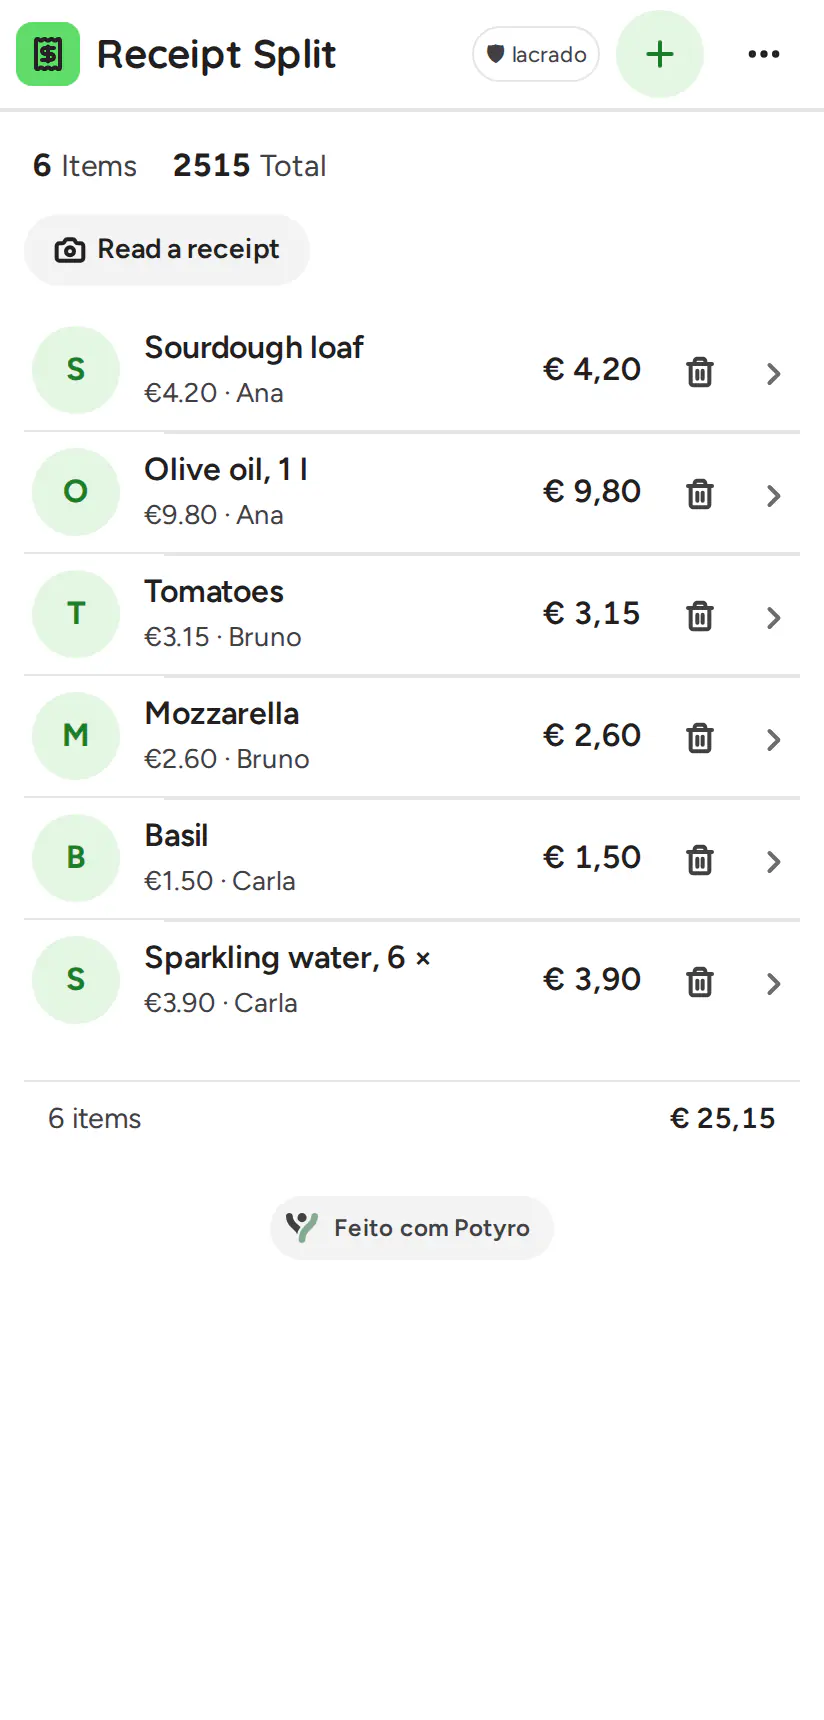 Receipt Split
lacrado
6 Items 2515 Total
Read a receipt
S
Sourdough loaf
€4.20 · Ana
€ 4,20
O
Olive oil, 1 l
€9.80 · Ana
€ 9,80
T
Tomatoes
€3.15 · Bruno
€ 3,15
M
Mozzarella
€2.60 · Bruno
€ 2,60
B
Basil
€1.50 · Carla
€ 1,50
S
Sparkling water, 6 ×
€3.90 · Carla
€ 3,90
6 items
€ 25,15
Feito com Potyro